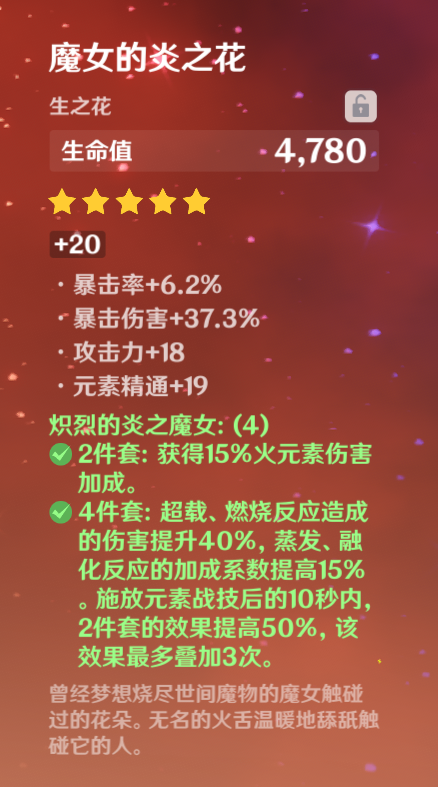 魔女的炎之花
生之花
生命值 4,780
+20
·暴击率+6.2%
·暴击伤害+37.3%
·攻击力+18
·元素精通+19
炽烈的炎之魔女:(4)
2件套: 获得15%火元素伤害
加成。
4件套: 超载、燃烧反应造成
的伤害提升40%, 蒸发、融
化反应的加成系数提高15%
。施放元素战技后的10秒内,
2件套的效果提高50%, 该
效果最多叠加3次。
曾经梦想烧尽世间魔物的魔女触碰
过的花朵。无名的火舌温暖地舔舐触
碰它的人。